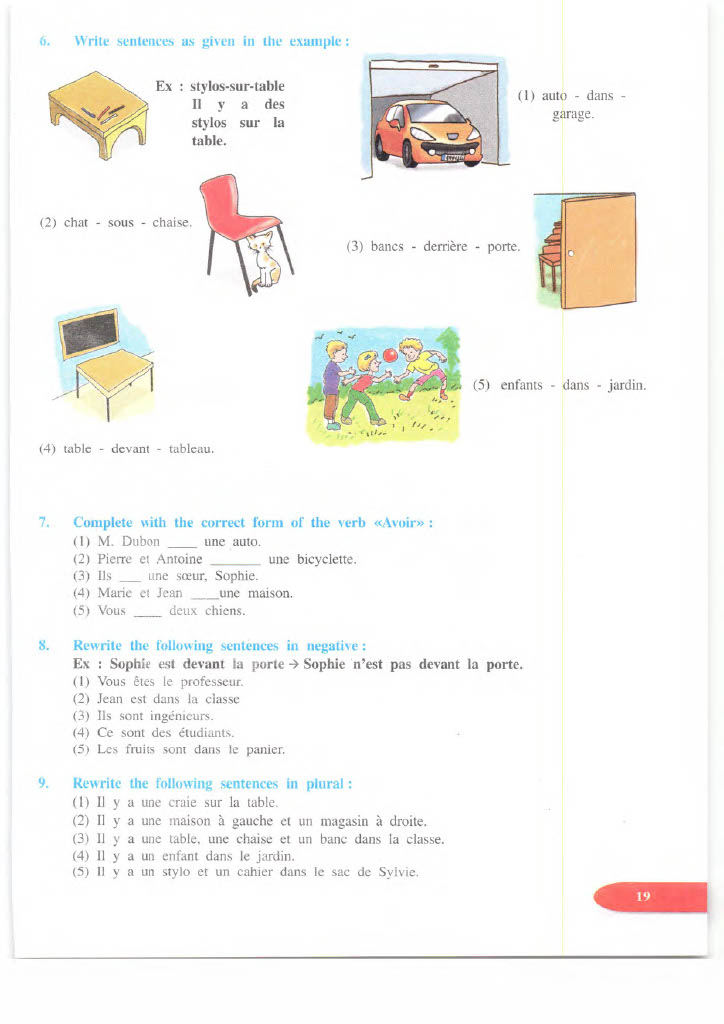 6. Write sentences as given in the example :
Ex : stylos-sur-table
Il y a des
stylos sur la
table.
(1) auto - dans -
garage.
(2) chat - sous - chaise.
(3) bancs - derrière - porte.
(5) enfants - dans - jardin.
(4) table - devant - tableau.
7. Complete with the correct form of the verb «Avoir» :
(1) M. Dubon ____ une auto.
(2) Pierre et Antoine _______ une bicyclette.
(3) Ils ___ une sœur, Sophie.
(4) Marie et Jean ____une maison.
(5) Vous ____ deux chiens.
8. Rewrite the following sentences in negative :
Ex : Sophie est devant la porte → Sophie n'est pas devant la porte.
(1) Vous êtes le professeur.
(2) Jean est dans la classe
(3) Ils sont ingénieurs.
(4) Ce sont des étudiants.
(5) Les fruits sont dans le panier.
9. Rewrite the following sentences in plural :
(1) Il y a une craie sur la table.
(2) Il y a une maison à gauche et un magasin à droite.
(3) Il y a une table, une chaise et un banc dans la classe.
(4) Il y a un enfant dans le jardin.
(5) Il y a un stylo et un cahier dans le sac de Sylvie.
19